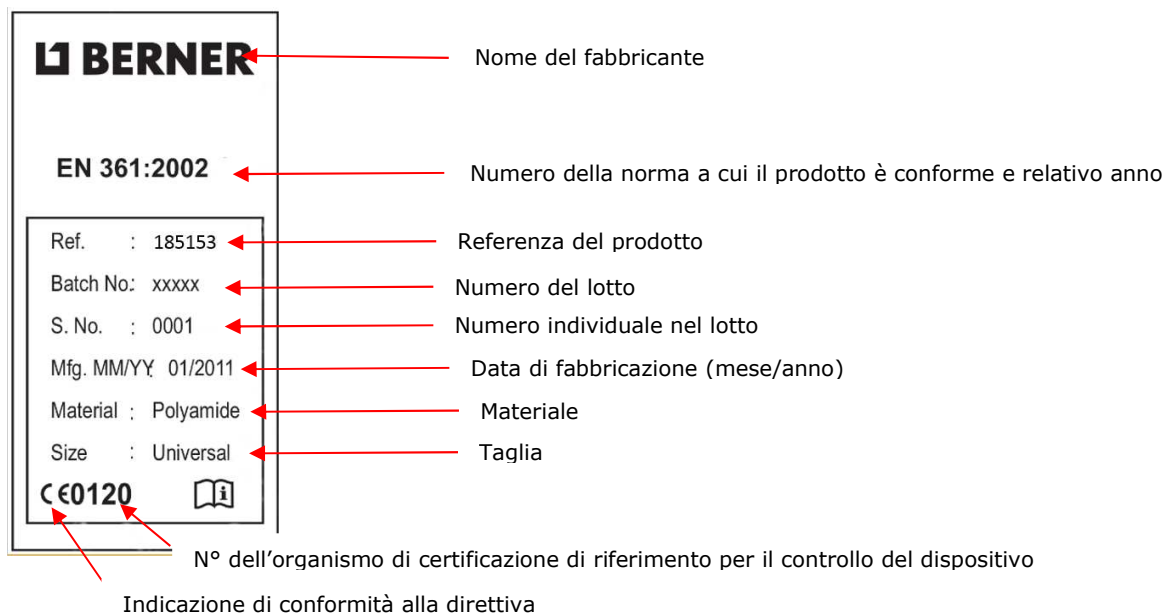 BERNER
Nome del fabbricante
EN 361:2002
Numero della norma a cui il prodotto è conforme e relativo anno
Ref. : 185153
Referenza del prodotto
Batch No.: xxxxx
Numero del lotto
S. No. : 0001
Numero individuale nel lotto
Mfg. MM/YY: 01/2011
Data di fabbricazione (mese/anno)
Material : Polyamide
Materiale
Size : Universal
Taglia
CE0120
i
N° dell’organismo di certificazione di riferimento per il controllo del dispositivo
Indicazione di conformità alla direttiva